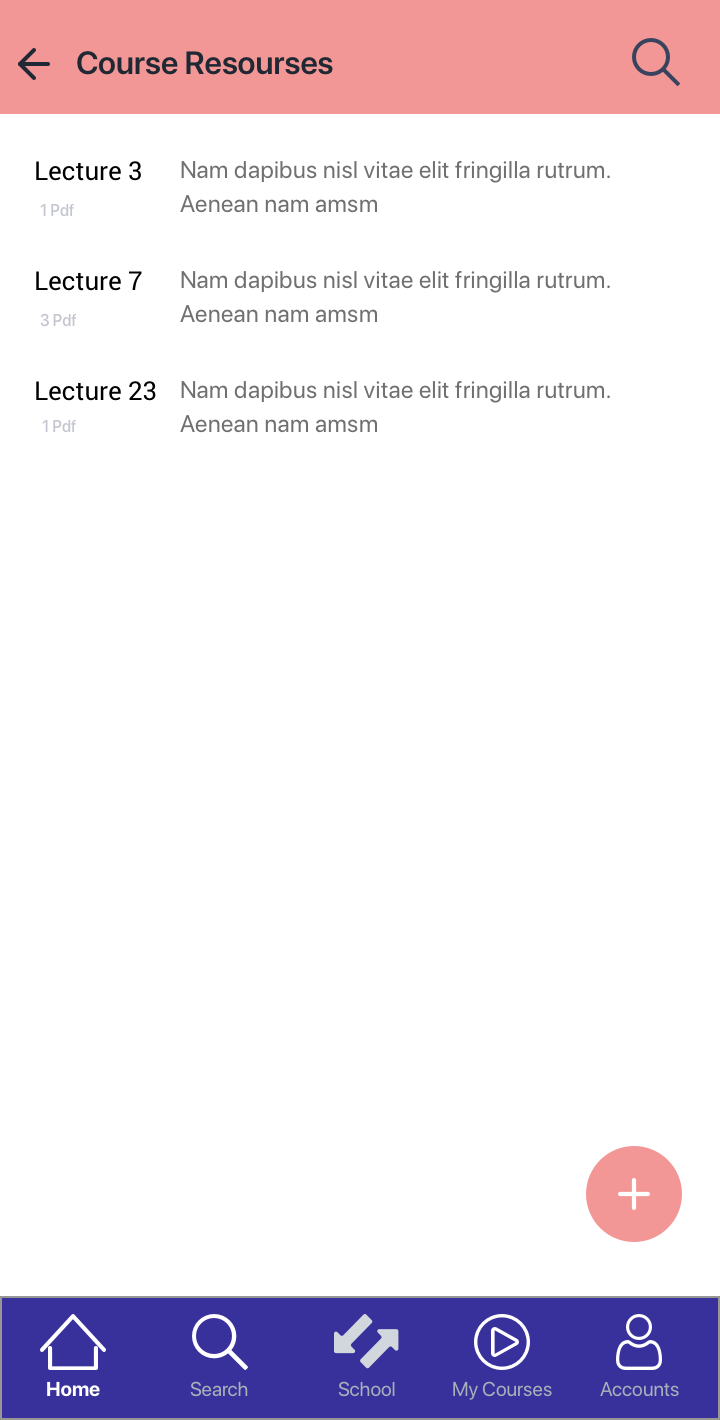 Course Resourses
Lecture 3
Nam dapibus nisl vitae elit fringilla rutrum.
Aenean nam amsm
1 Pdf
Lecture 7
Nam dapibus nisl vitae elit fringilla rutrum.
Aenean nam amsm
3 Pdf
Lecture 23
Nam dapibus nisl vitae elit fringilla rutrum.
Aenean nam amsm
1 Pdf
Home
Search
School
My Courses
Accounts